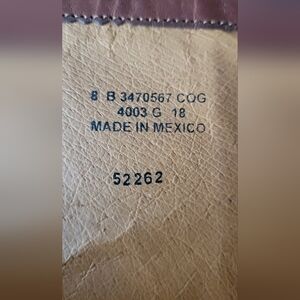 8 B 3470567 COG
4003 G 18
MADE IN MEXICO
52262